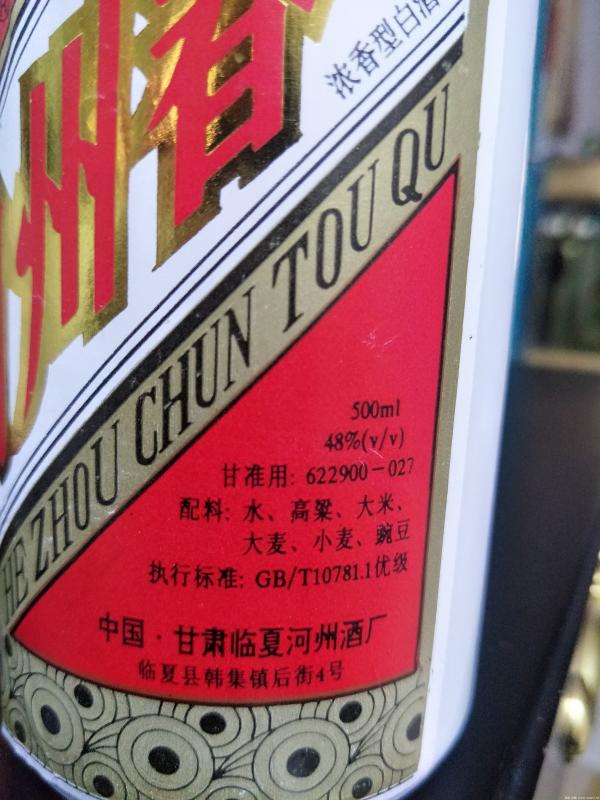 州春
浓香型白酒
HEZHOU CHUN TOU QU
500ml
48%(v/v)
甘准用: 622900-027
配料: 水、高粱、大米、
大麦、小麦、豌豆
执行标准: GB/T10781.1优级
中国·甘肃临夏河州酒厂
临夏县韩集镇后街4号